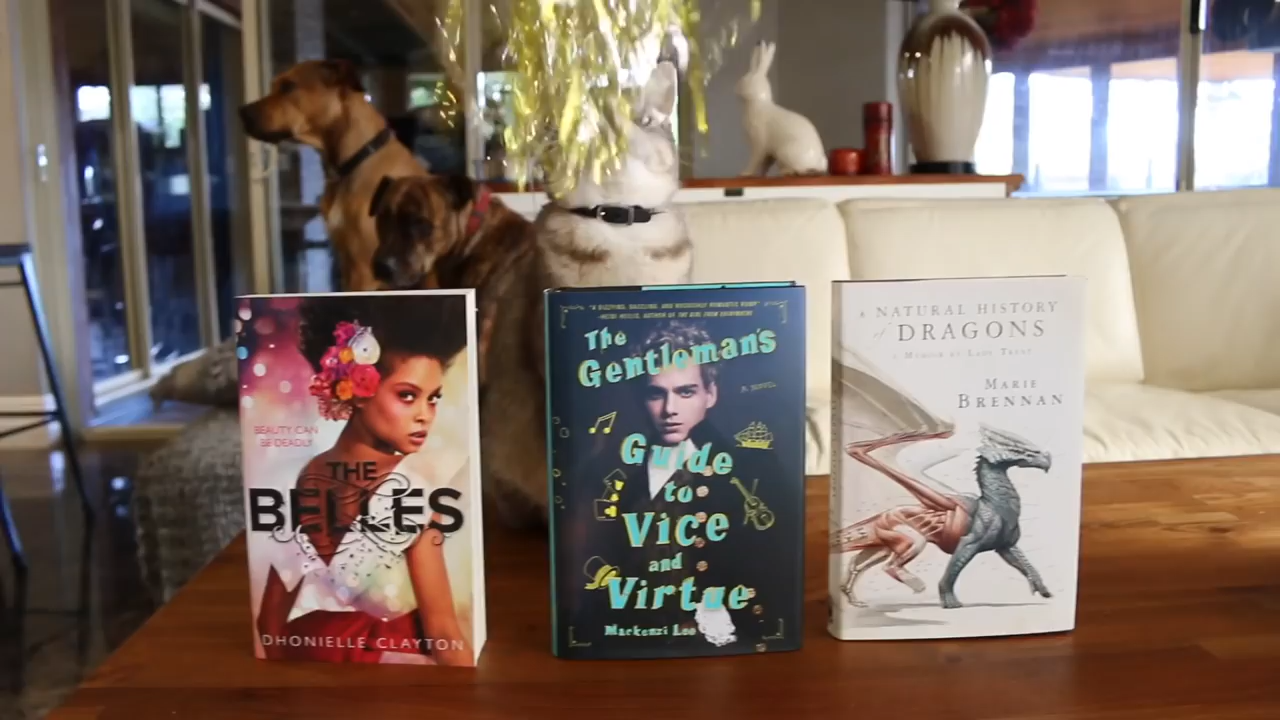 BEAUTY CAN
BE DEADLY
THE
BELLES
DHONIELLE CLAYTON
The
Gentleman's
A NOVEL
Guide
to
Vice
and
Virtue
Mackenzi Lee
A NATURAL HISTORY
of DRAGONS
A Memoir by Lady Trent
MARIE
BRENNAN